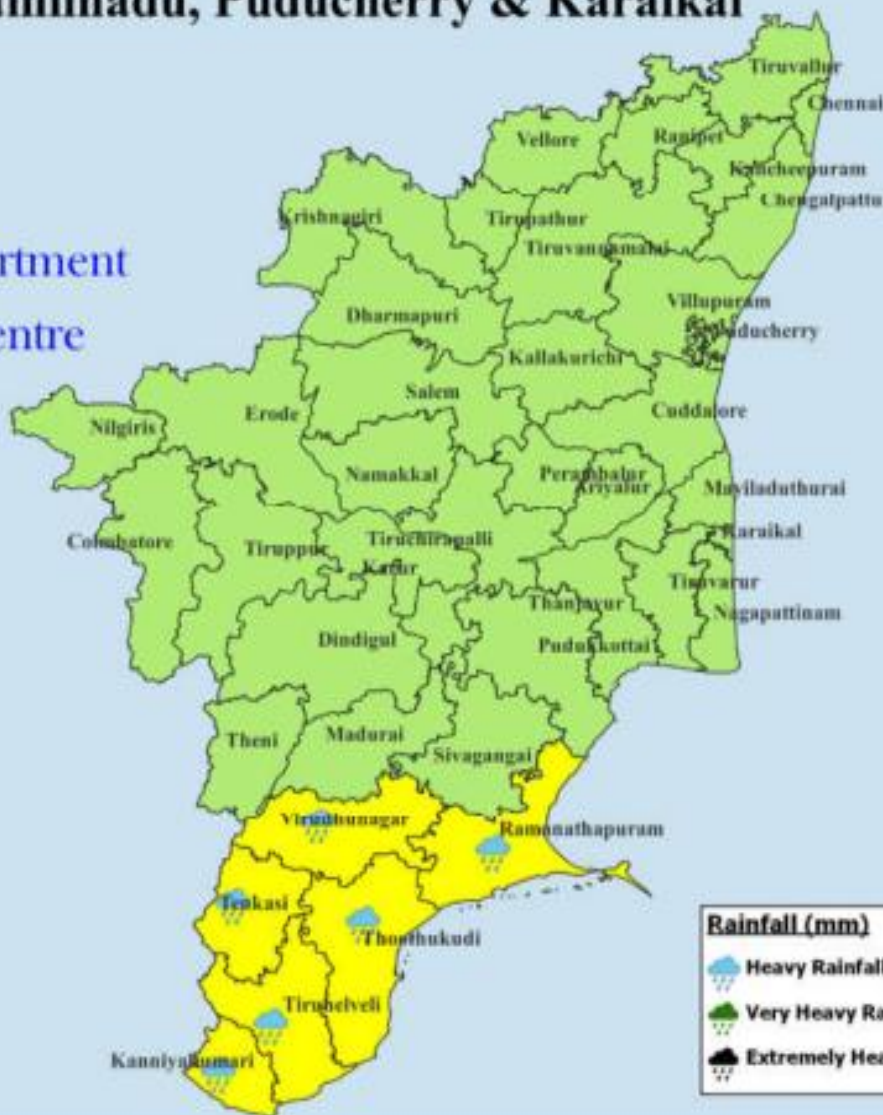 Puducherry & Karaikal
Tiruvallur
Chennai
Vellore
Ranipet
Kancheepuram
Chengalpattu
Krishnagiri
Tirupathur
Tiruvannamalai
Villupuram
Puducherry
Dharmapuri
Kallakurichi
Salem
Cuddalore
Erode
Nilgiris
Namakkal
Perambalur
Ariyalur
Mayiladuthurai
Karaikal
Coimbatore
Tiruppur
Tiruchirapalli
Karur
Tiruvarur
Thanjavur
Nagapattinam
Dindigul
Pudukkottai
Theni
Madurai
Sivagangai
Virudhunagar
Ramanathapuram
Tenkasi
Thoothukudi
Tirunelveli
Kanniyakumari
Rainfall (mm)
Heavy Rainfall
Very Heavy Ra
Extremely Hea
rtment
entre